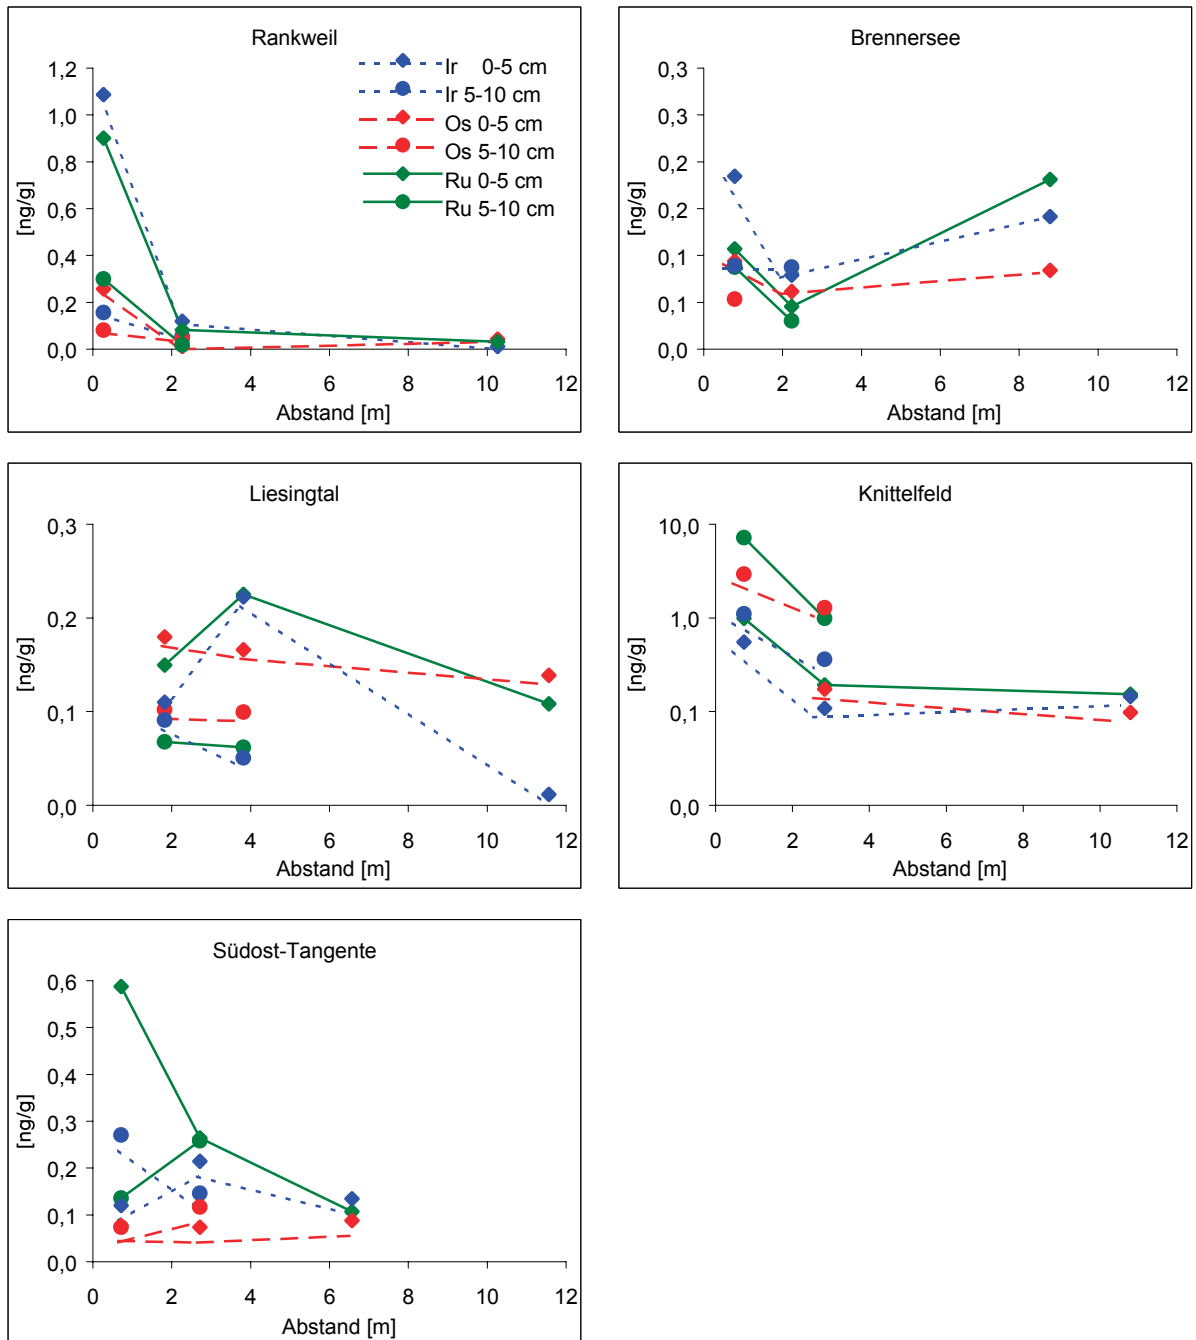 Rankweil
Ir 0-5 cm
Ir 5-10 cm
Os 0-5 cm
Os 5-10 cm
Ru 0-5 cm
Ru 5-10 cm
[ng/g]
1,2
1,0
0,8
0,6
0,4
0,2
0,0
0 2 4 6 8 10 12
Abstand [m]
Brennersee
[ng/g]
0,3
0,3
0,2
0,2
0,1
0,1
0,0
0 2 4 6 8 10 12
Abstand [m]
Liesingtal
[ng/g]
0,3
0,2
0,1
0,0
0 2 4 6 8 10 12
Abstand [m]
Knittelfeld
[ng/g]
10,0
1,0
0,1
0,0
0 2 4 6 8 10 12
Abstand [m]
Südost-Tangente
[ng/g]
0,6
0,5
0,4
0,3
0,2
0,1
0,0
0 2 4 6 8 10 12
Abstand [m]